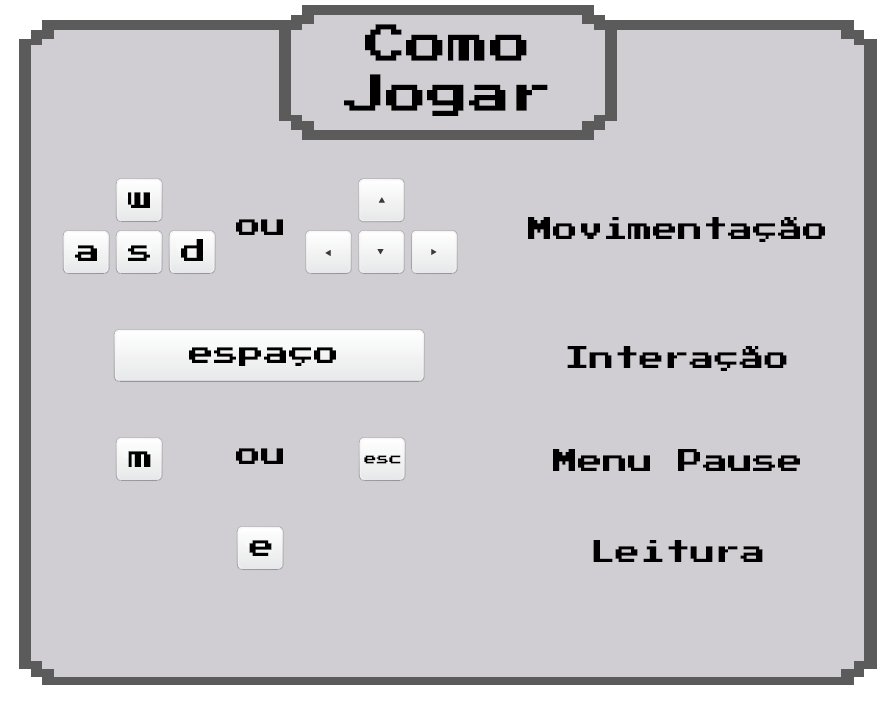 Como
Jogar
w
a s d
ou
Movimentação
espaço
Interação
m ou esc
Menu Pause
e
Leitura